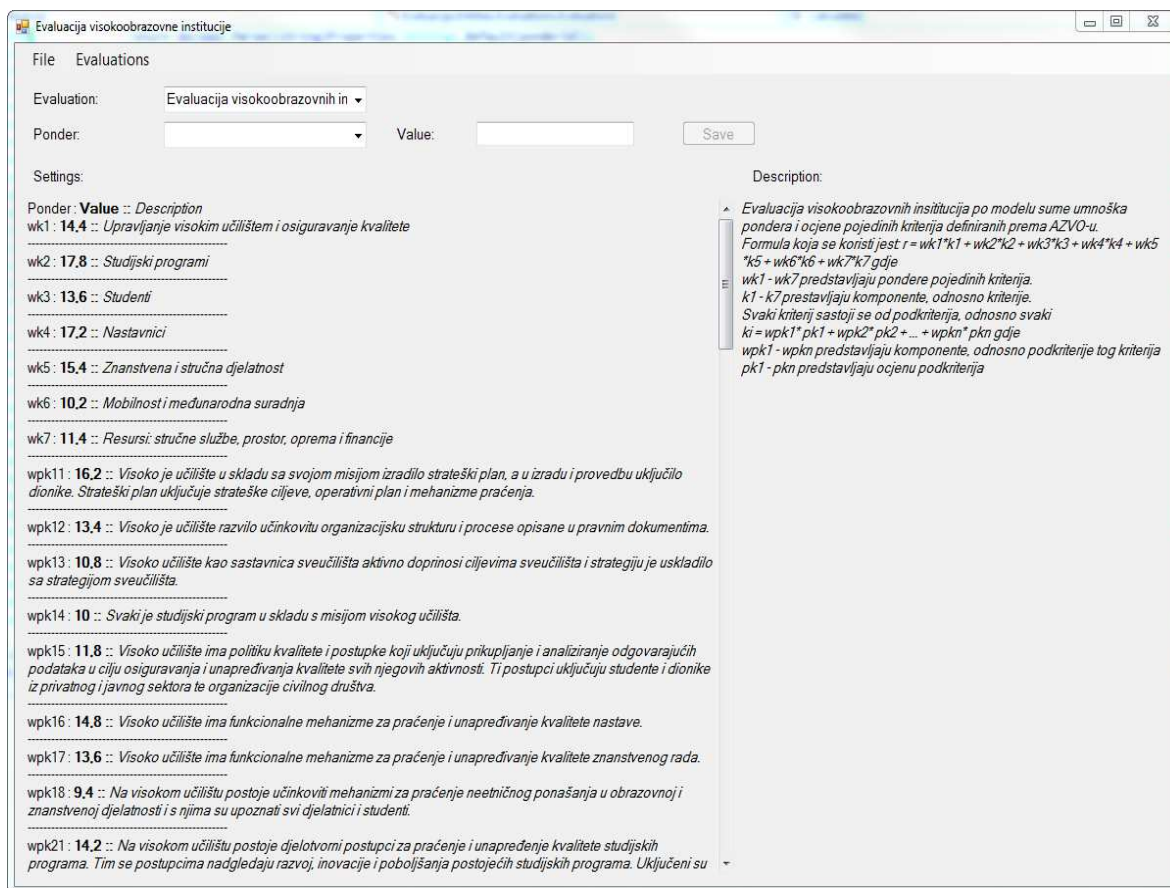 Evaluacija visokoobrazovne institucije
File Evaluations
Evaluation: Evaluacija visokoobrazovnih in
Ponder: Value: Save
Settings:
Ponder : Value :: Description
wk1 : 14,4 :: Upravljanje visokim učilištem i osiguravanje kvalitete
--------------------------------------------------
wk2 : 17,8 :: Studijski programi
--------------------------------------------------
wk3 : 13,6 :: Studenti
--------------------------------------------------
wk4 : 17,2 :: Nastavnici
--------------------------------------------------
wk5 : 15,4 :: Znanstvena i stručna djelatnost
--------------------------------------------------
wk6 : 10,2 :: Mobilnost i međunarodna suradnja
--------------------------------------------------
wk7 : 11,4 :: Resursi: stručne službe, prostor, oprema i financije
--------------------------------------------------
wpk11 : 16,2 :: Visoko je učilište u skladu sa svojom misijom izradilo strateški plan, a u izradu i provedbu uključilo
dionike. Strateški plan uključuje strateške ciljeve, operativni plan i mehanizme praćenja.
--------------------------------------------------
wpk12 : 13,4 :: Visoko je učilište razvilo učinkovitu organizacijsku strukturu i procese opisane u pravnim dokumentima.
--------------------------------------------------
wpk13 : 10,8 :: Visoko učilište kao sastavnica sveučilišta aktivno doprinosi ciljevima sveučilišta i strategiju je uskladilo
sa strategijom sveučilišta.
--------------------------------------------------
wpk14 : 10 :: Svaki je studijski program u skladu s misijom visokog učilišta.
--------------------------------------------------
wpk15 : 11,8 :: Visoko učilište ima politiku kvalitete i postupke koji uključuju prikupljanje i analiziranje odgovarajućih
podataka u cilju osiguravanja i unapređivanja kvalitete svih njegovih aktivnosti. Ti postupci uključuju studente i dionike
iz privatnog i javnog sektora te organizacije civilnog društva.
--------------------------------------------------
wpk16 : 14,8 :: Visoko učilište ima funkcionalne mehanizme za praćenje i unapređivanje kvalitete nastave.
--------------------------------------------------
wpk17 : 13,6 :: Visoko učilište ima funkcionalne mehanizme za praćenje i unapređivanje kvalitete znanstvenog rada.
--------------------------------------------------
wpk18 : 9,4 :: Na visokom učilištu postoje učinkoviti mehanizmi za praćenje neetničnog ponašanja u obrazovnoj i
znanstvenoj djelatnosti i s njima su upoznati svi djelatnici i studenti.
--------------------------------------------------
wpk21 : 14,2 :: Na visokom učilištu postoje djelotvorni postupci za praćenje i unapređenje kvalitete studijskih
programa. Tim se postupcima nadgledaju razvoj, inovacije i poboljšanja postojećih studijskih programa. Uključeni su
Description:
Evaluacija visokoobrazovnih insititucija po modelu sume umnoška
pondera i ocjene pojedinih kriterija definiranih prema AZVO-u.
Formula koja se koristi jest: r = wk1*k1 + wk2*k2 + wk3*k3 + wk4*k4 + wk5
*k5 + wk6*k6 + wk7*k7 gdje
wk1 - wk7 predstavljaju pondere pojedinih kriterija.
k1 - k7 prestavljaju komponente, odnosno kriterije.
Svaki kriterij sastoji se od podkriterija, odnosno svaki
ki = wpk1* pk1 + wpk2* pk2 + ... + wpkn* pkn gdje
wpk1 - wpkn predstavljaju komponente, odnosno podkriterije tog kriterija
pk1 - pkn predstavljaju ocjenu podkriterija